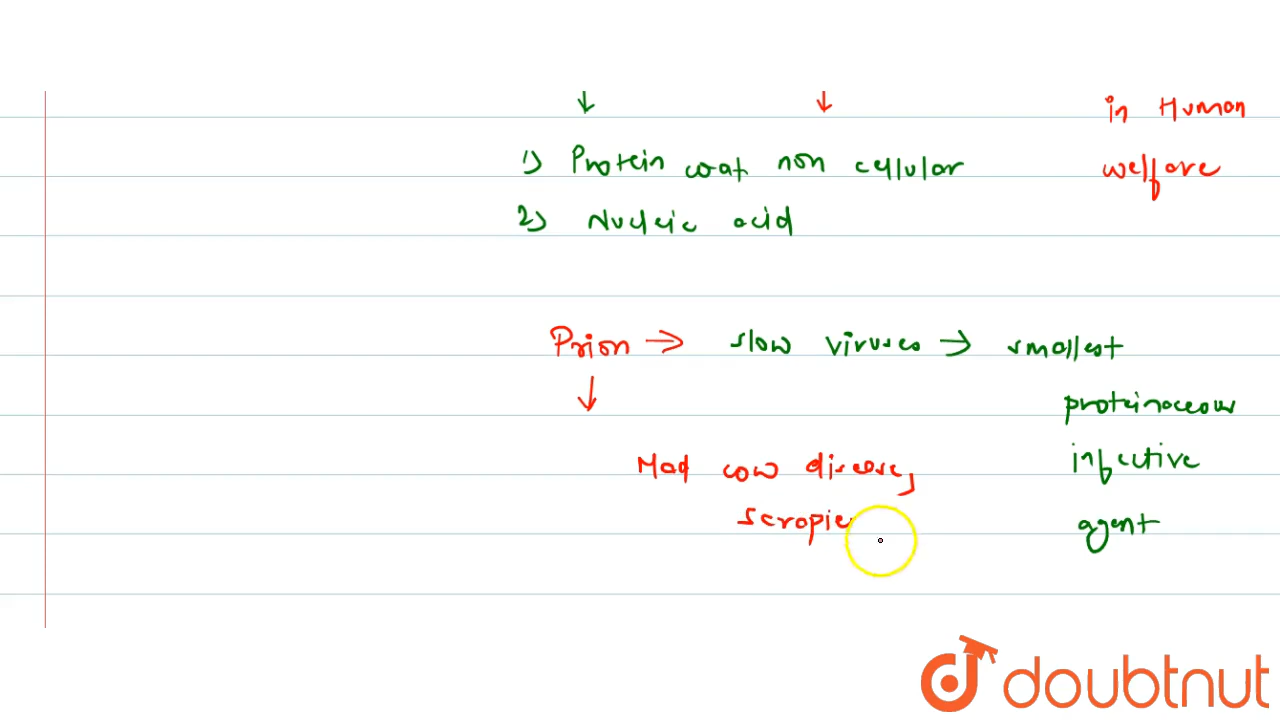 in Human
welfare
1) Protein coat non cellular
2) Nucleic acid
Prion → slow viruses → smallest
proteinaceous
infective
agent
↓
Mad cow disease,
scrapie
doubtnut